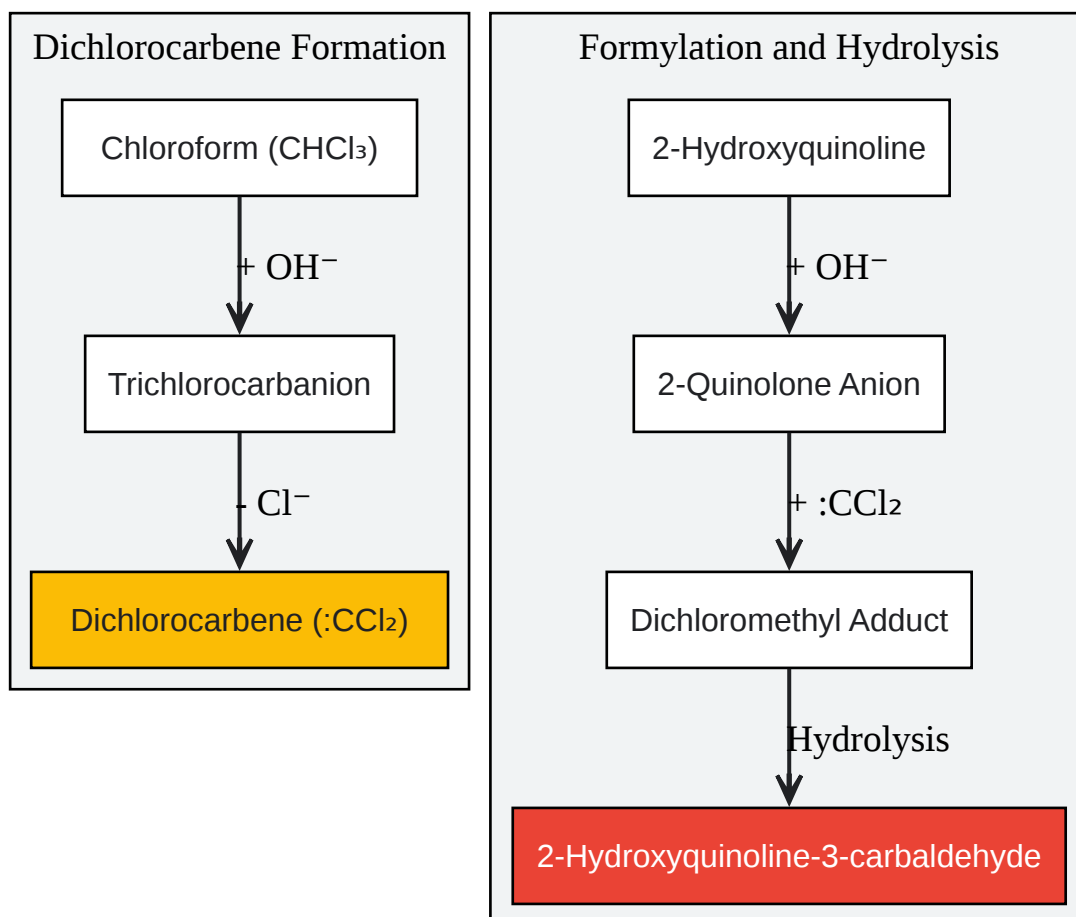 Dichlorocarbene Formation
Chloroform (CHCl₃)
+ OH⁻
Trichlorocarbanion
- Cl⁻
Dichlorocarbene (:CCl₂)
Formylation and Hydrolysis
2-Hydroxyquinoline
+ OH⁻
2-Quinolone Anion
+ :CCl₂
Dichloromethyl Adduct
Hydrolysis
2-Hydroxyquinoline-3-carbaldehyde